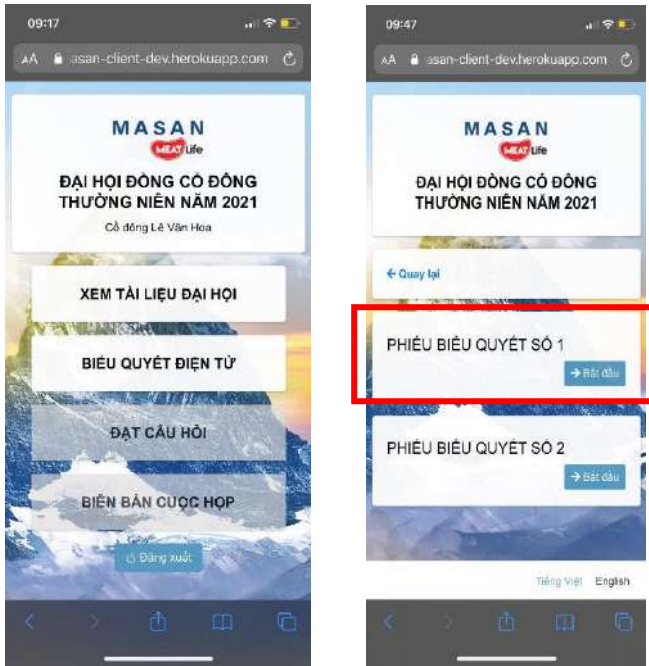 09:17
AA asan-client-dev.herokuapp.com
MASAN
MEAT Life
ĐẠI HỘI ĐỒNG CỔ ĐÔNG
THƯỜNG NIÊN NĂM 2021
Cổ đông Lê Văn Hoa
XEM TÀI LIỆU ĐẠI HỘI
BIỂU QUYẾT ĐIỆN TỬ
ĐẶT CÂU HỎI
BIÊN BẢN CUỘC HỌP
Đăng xuất
09:47
AA asan-client-dev.herokuapp.com
MASAN
MEAT Life
ĐẠI HỘI ĐỒNG CỔ ĐÔNG
THƯỜNG NIÊN NĂM 2021
← Quay lại
PHIẾU BIỂU QUYẾT SỐ 1
→ Bắt đầu
PHIẾU BIỂU QUYẾT SỐ 2
→ Bắt đầu
Tiếng Việt English